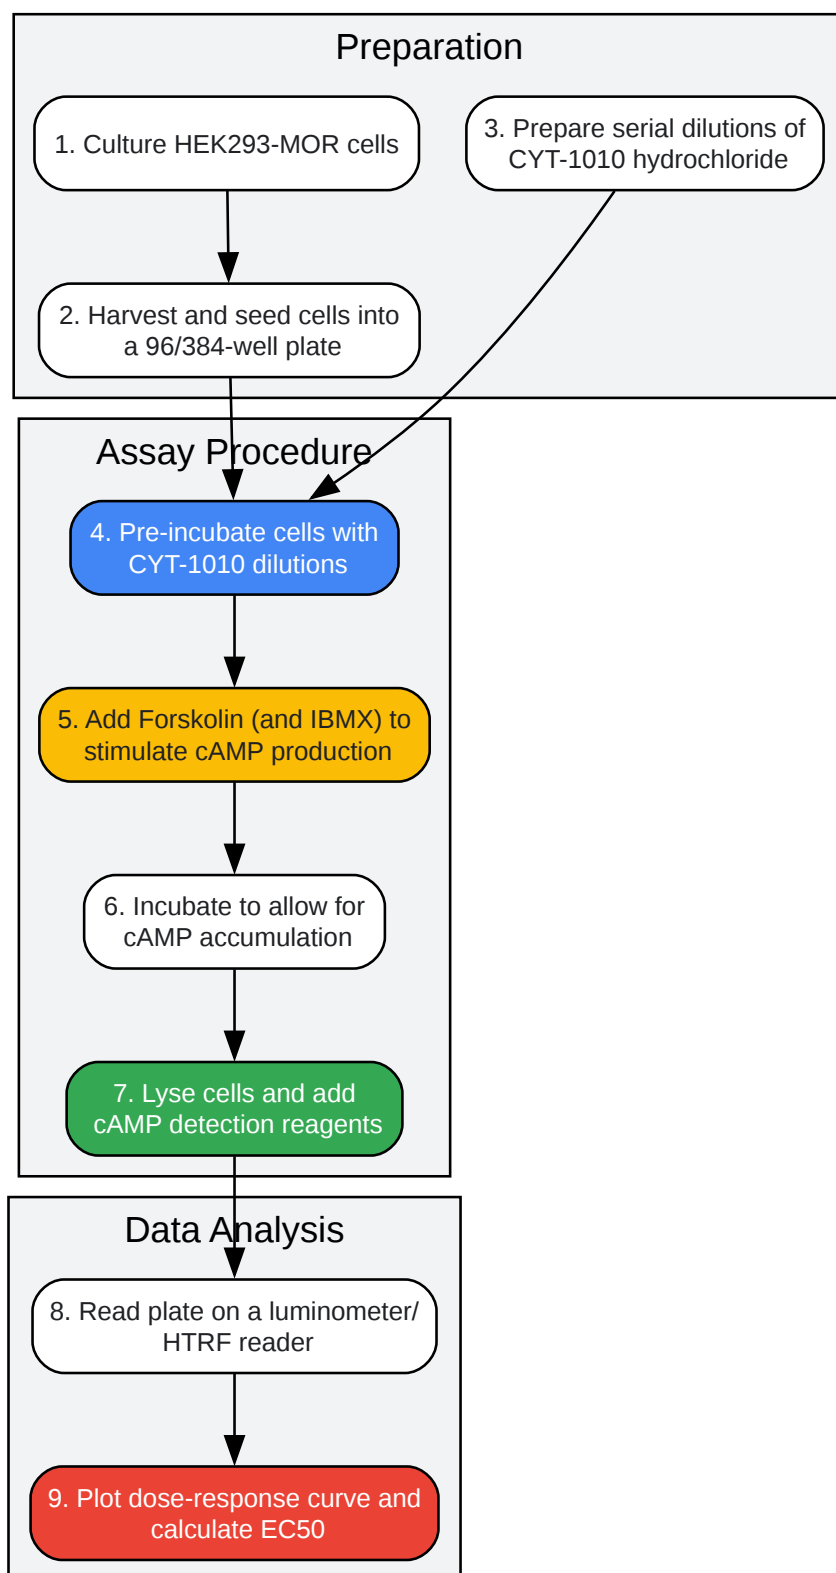 Preparation
1. Culture HEK293-MOR cells
3. Prepare serial dilutions of
CYT-1010 hydrochloride
2. Harvest and seed cells into
a 96/384-well plate
Assay Procedure
4. Pre-incubate cells with
CYT-1010 dilutions
5. Add Forskolin (and IBMX) to
stimulate cAMP production
6. Incubate to allow for
cAMP accumulation
7. Lyse cells and add
cAMP detection reagents
Data Analysis
8. Read plate on a luminometer/
HTRF reader
9. Plot dose-response curve and
calculate EC50